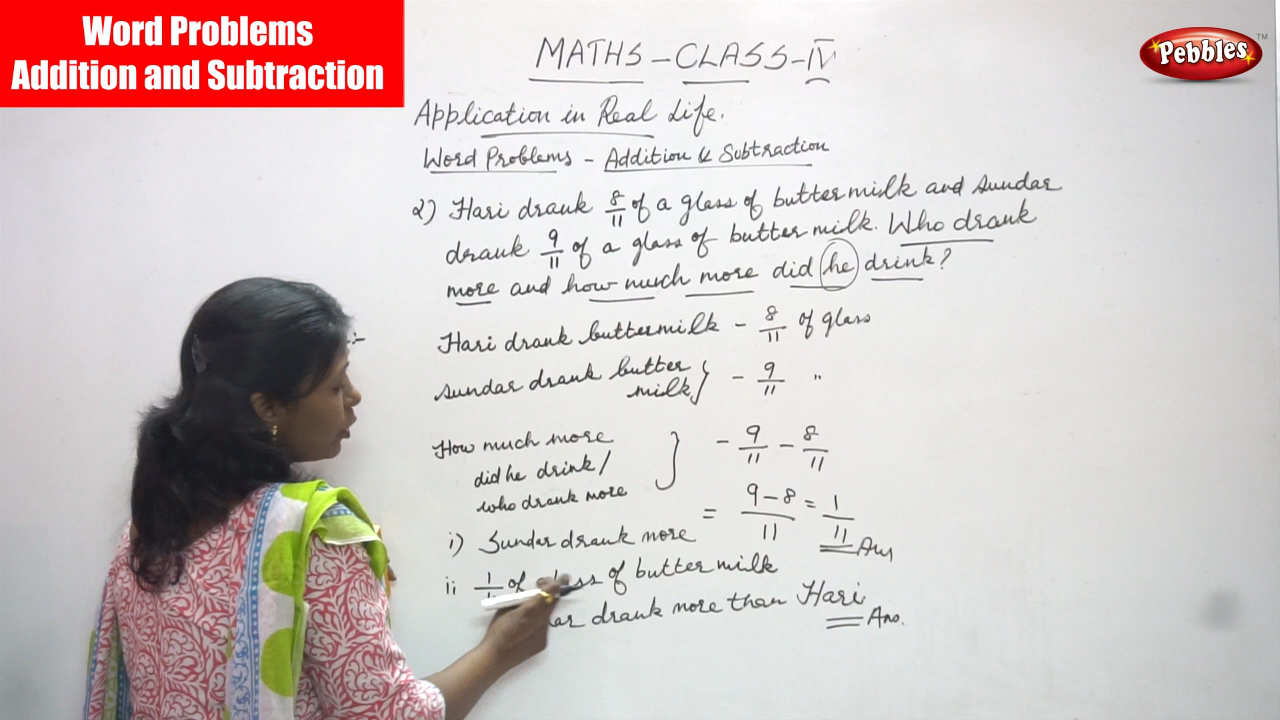 Word Problems
Addition and Subtraction
Pebbles™
MATHS - CLASS - IV
Application in Real Life.
Word Problems - Addition & Subtraction
2) Hari drank 8/11 of a glass of butter milk and Sundar
drank 9/11 of a glass of butter milk. Who drank
more and how much more did he drink?
:-
Hari drank buttermilk - 8/11 of glass
Sundar drank butter milk} - 9/11 "
How much more
did he drink /
who drank more } - 9/11 - 8/11
= 9-8/11 = 1/11 Ans
i) Sundar drank more
ii of of butter milk
drank more than Hari
Ans.